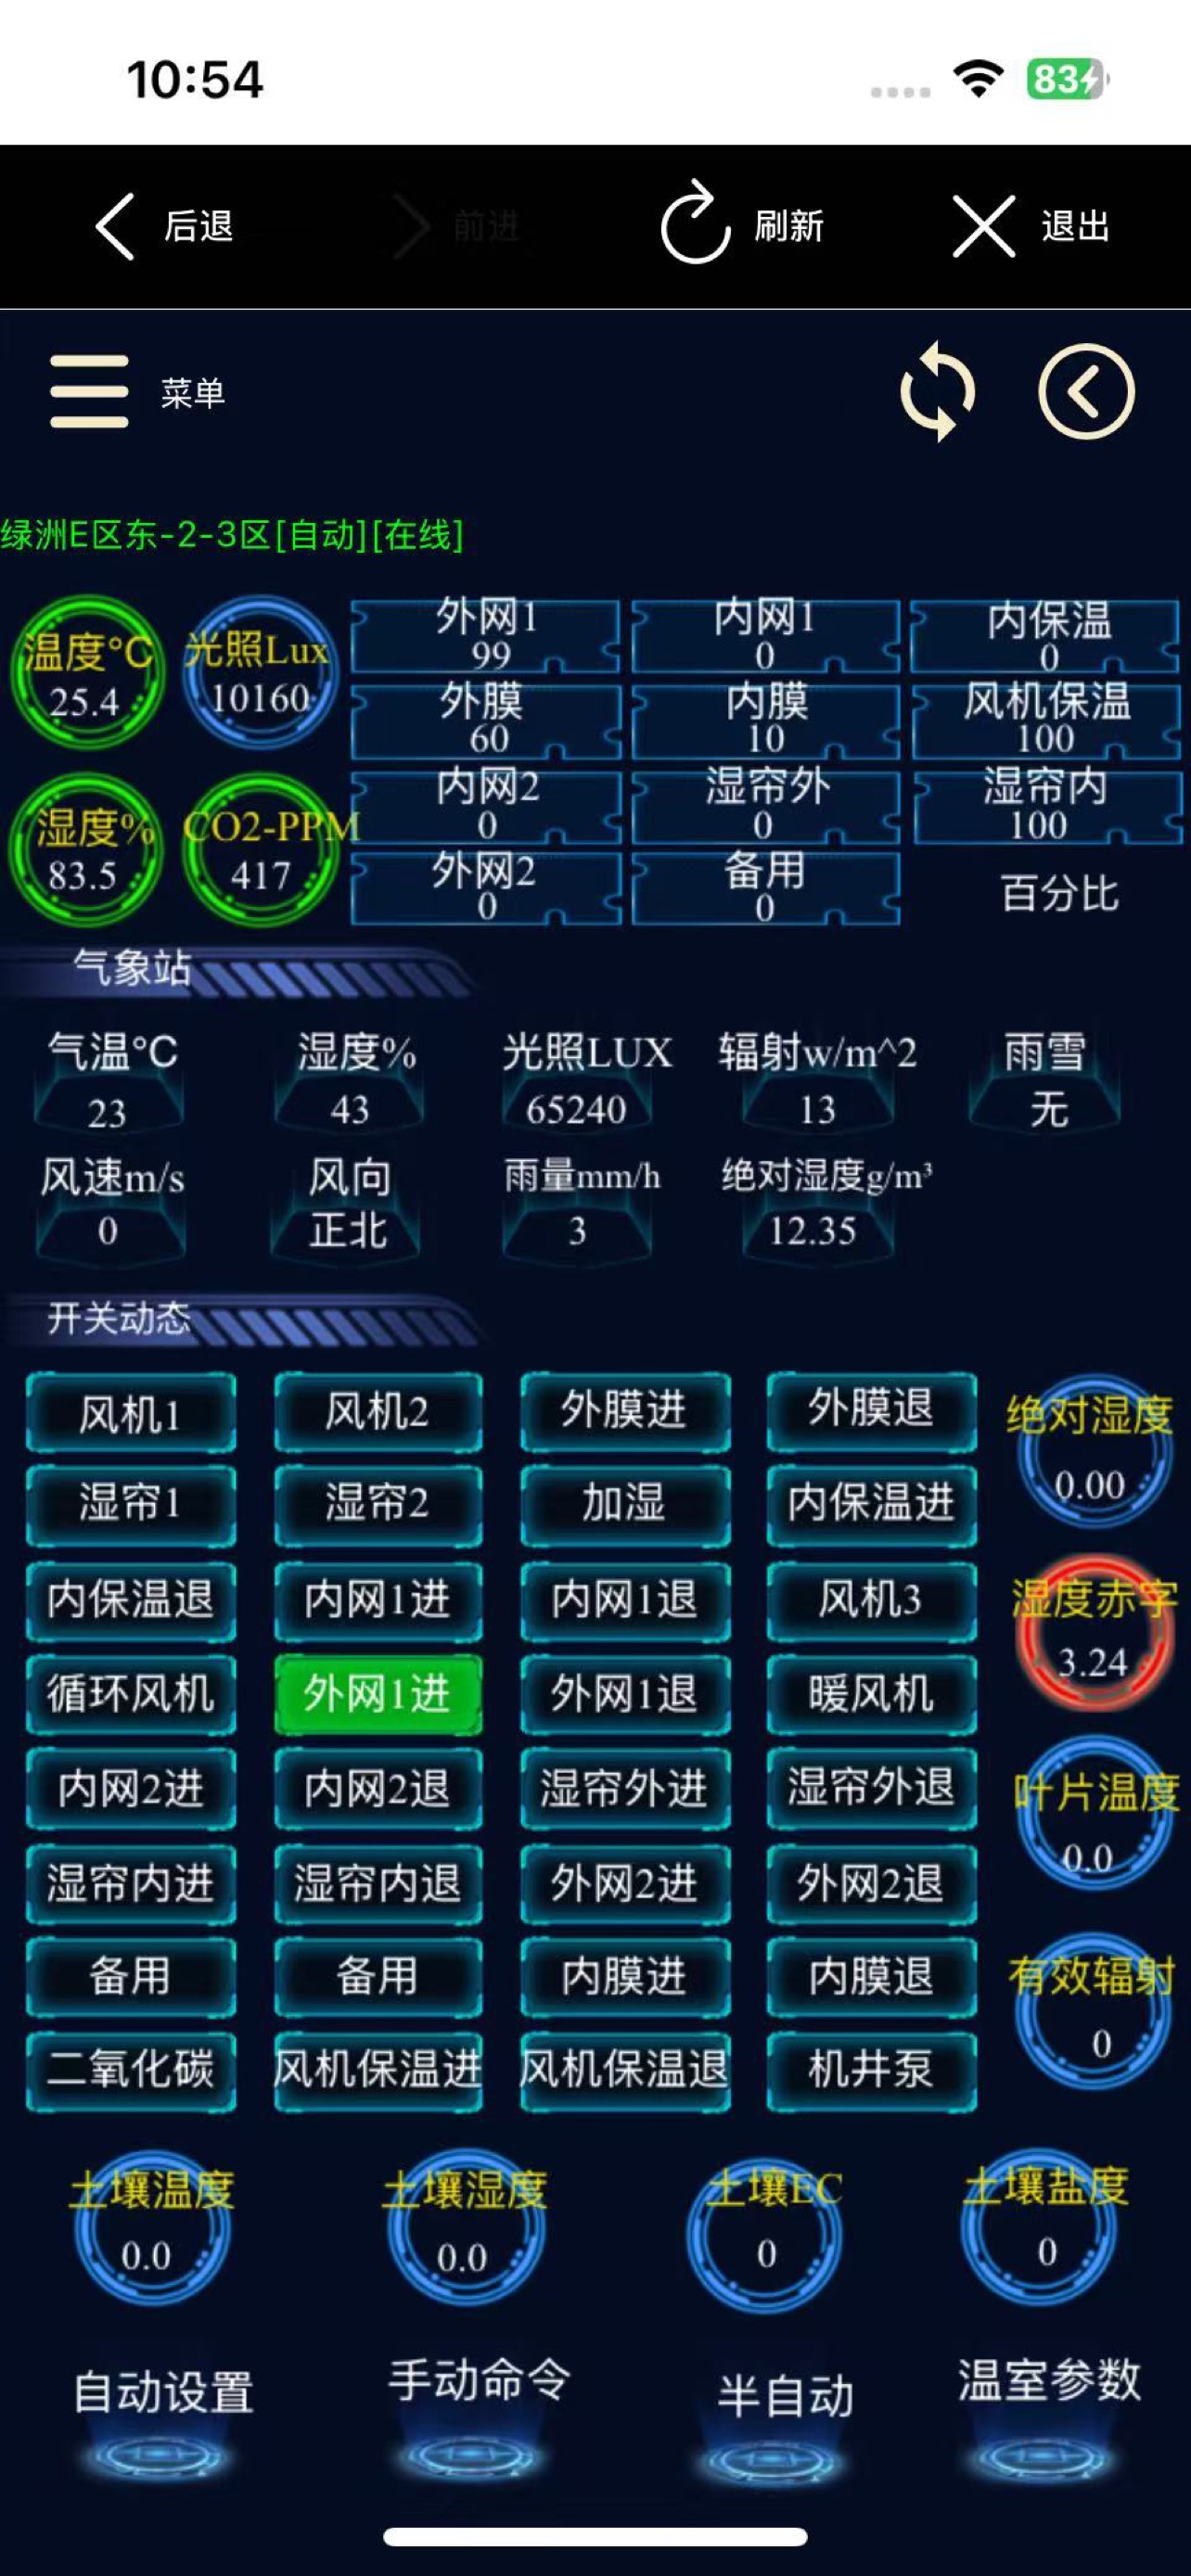 10:54
83
后退 前进 刷新 退出
菜单
绿洲E区东-2-3区[自动][在线]
温度°C 光照Lux 外网1 内网1 内保温
25.4 10160 99 0 0
外膜 内膜 风机保温
60 10 100
湿度% CO2-PPM 内网2 湿帘外 湿帘内
83.5 417 0 0 100
外网2 备用 百分比
0 0
气象站
气温°C 湿度% 光照LUX 辐射w/m^2 雨雪
23 43 65240 13 无
风速m/s 风向 雨量mm/h 绝对湿度g/m³
0 正北 3 12.35
开关动态
风机1 风机2 外膜进 外膜退 绝对湿度
0.00
湿帘1 湿帘2 加湿 内保温进
内保温退 内网1进 内网1退 风机3 湿度赤字
3.24
循环风机 外网1进 外网1退 暖风机
内网2进 内网2退 湿帘外进 湿帘外退 叶片温度
0.0
湿帘内进 湿帘内退 外网2进 外网2退
备用 备用 内膜进 内膜退 有效辐射
0
二氧化碳 风机保温进 风机保温退 机井泵
土壤温度 土壤湿度 土壤EC 土壤盐度
0.0 0.0 0 0
自动设置 手动命令 半自动 温室参数